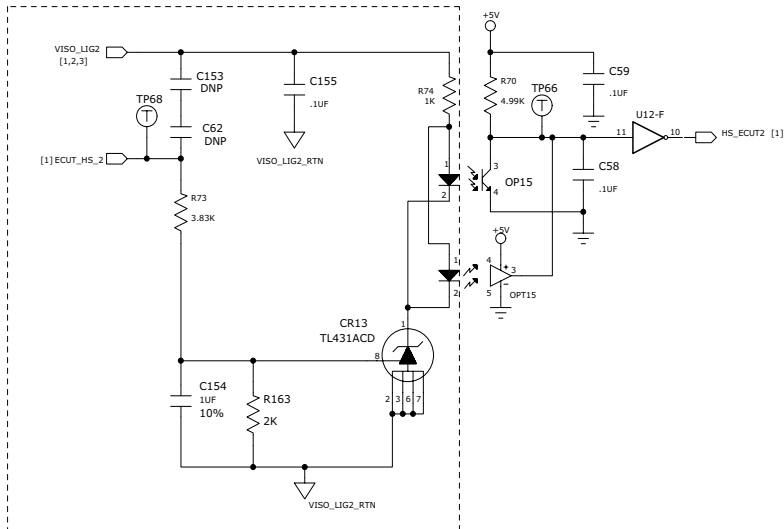 VISO_LIG2
[1,2,3]
C153
DNP
TP68
T
C62
DNP
[1] ECUT_HS_2
C155
.1UF
VISO_LIG2_RTN
R73
3.83K
R74
1K
1
2
1
2
+5V
R70
4.99K
C59
.1UF
TP66
T
U12-F
11
10
HS_ECUT2 [1]
3
4
OP15
C58
.1UF
+5V
4
+
3
5
−
OPT15
CR13
TL431ACD
1
8
2
3
6
7
C154
1UF
10%
R163
2K
VISO_LIG2_RTN